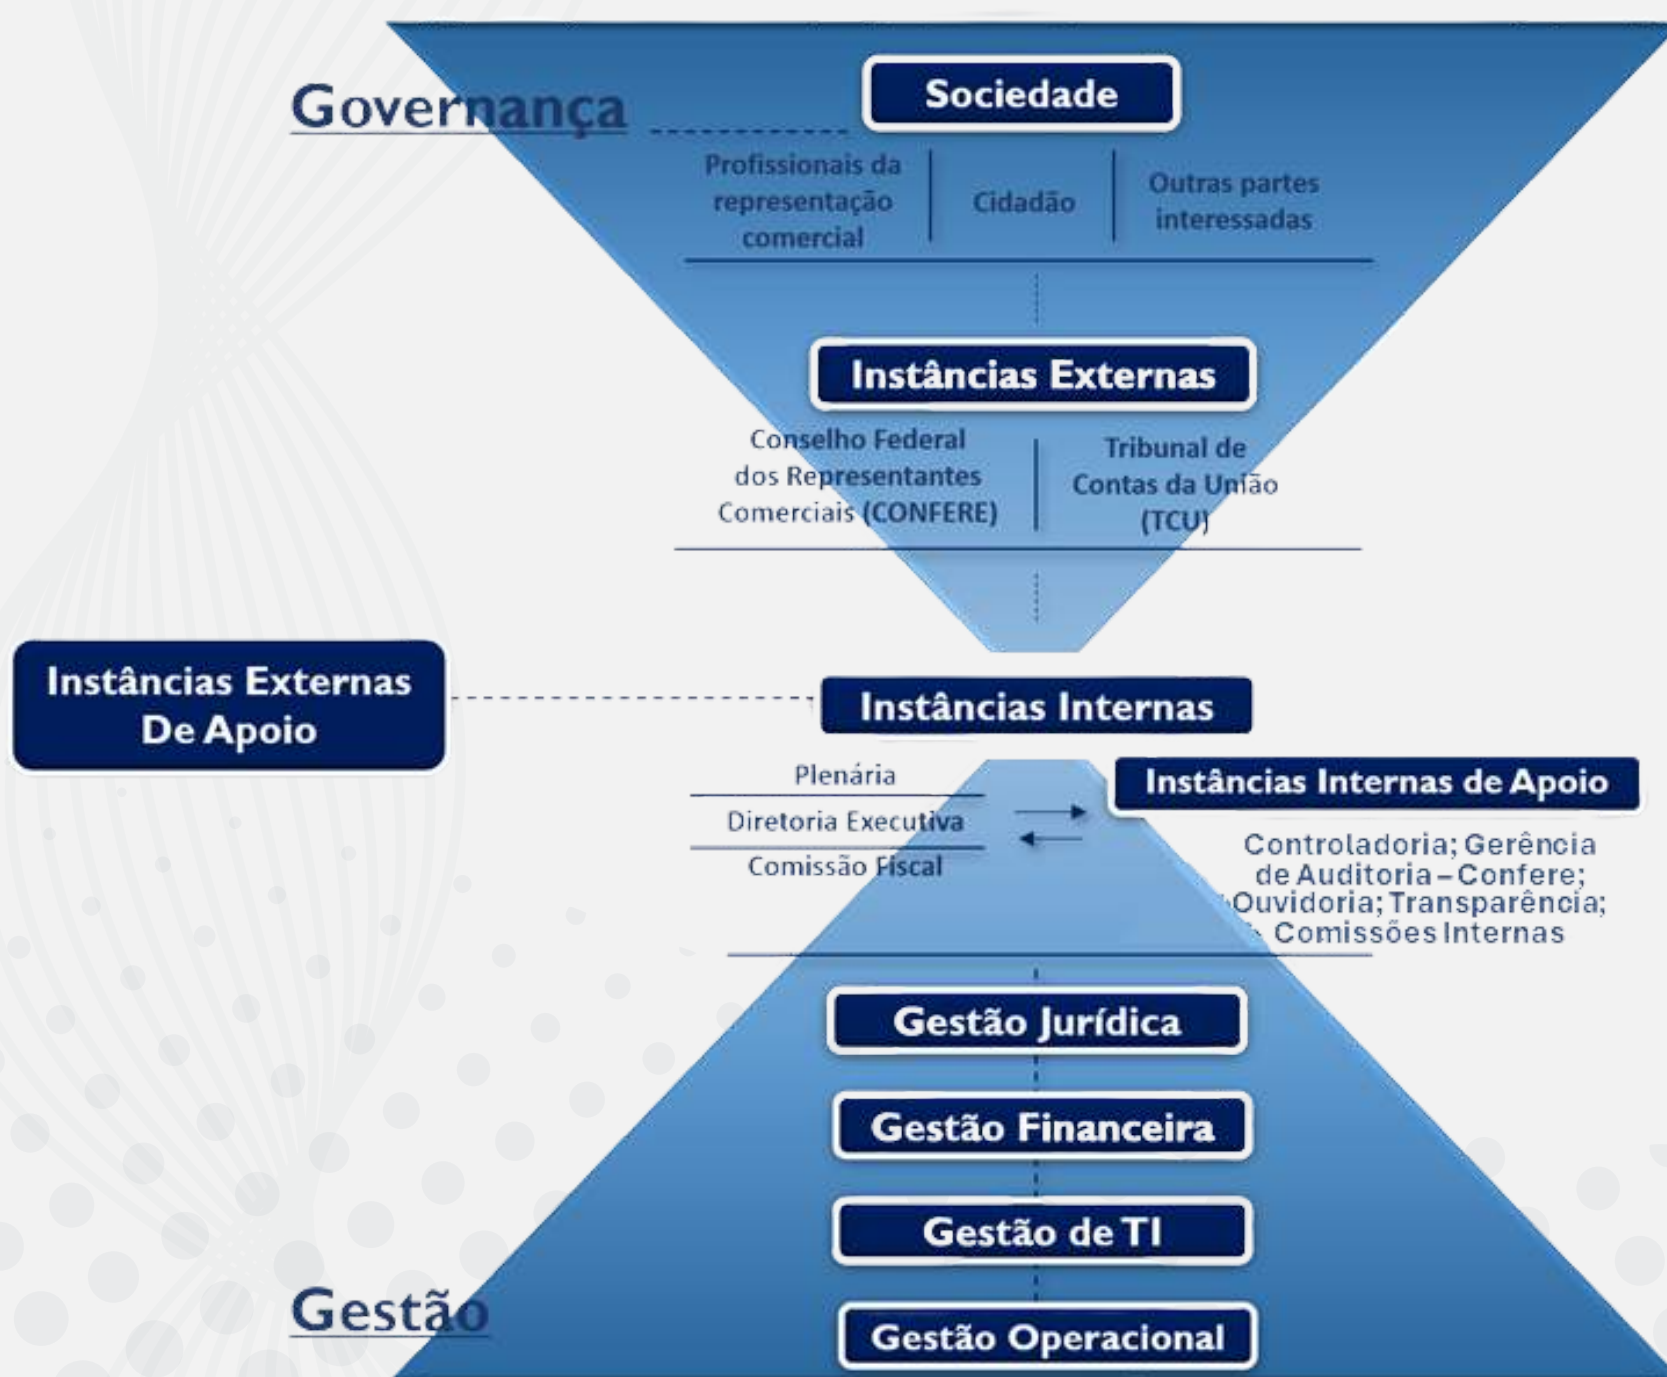 Governança
Sociedade
Profissionais da
representação
comercial
Cidadão
Outras partes
interessadas
Instâncias Externas
Conselho Federal
dos Representantes
Comerciais (CONFERE)
Tribunal de
Contas da União
(TCU)
Instâncias Externas
De Apoio
Instâncias Internas
Plenária
Diretoria Executiva
Comissão Fiscal
Instâncias Internas de Apoio
Controladoria; Gerência
de Auditoria – Confere;
Ouvidoria; Transparência;
Comissões Internas
Gestão Jurídica
Gestão Financeira
Gestão de TI
Gestão
Gestão Operacional